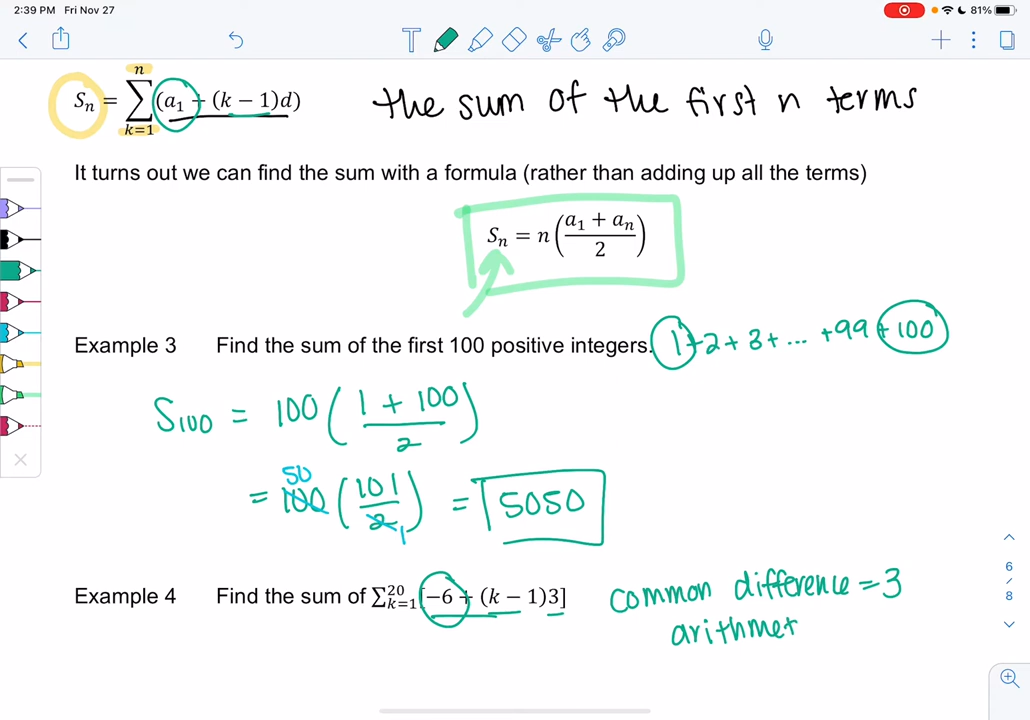 2:39 PM Fri Nov 27 81%
T
Sₙ = ∑ₖ₌₁ⁿ (a₁ + (k − 1)d) the sum of the first n terms
It turns out we can find the sum with a formula (rather than adding up all the terms)
Sₙ = n((a₁ + aₙ)/2)
Example 3 Find the sum of the first 100 positive integers. 1+2+3+...+99+100
S₁₀₀ = 100 ( (1 + 100)/2 )
50 1
= 100 ( 101/2 ) = 5050
Example 4 Find the sum of ∑ₖ₌₁²⁰ [−6 + (k − 1)3] common difference = 3
arithmet
6
/
8